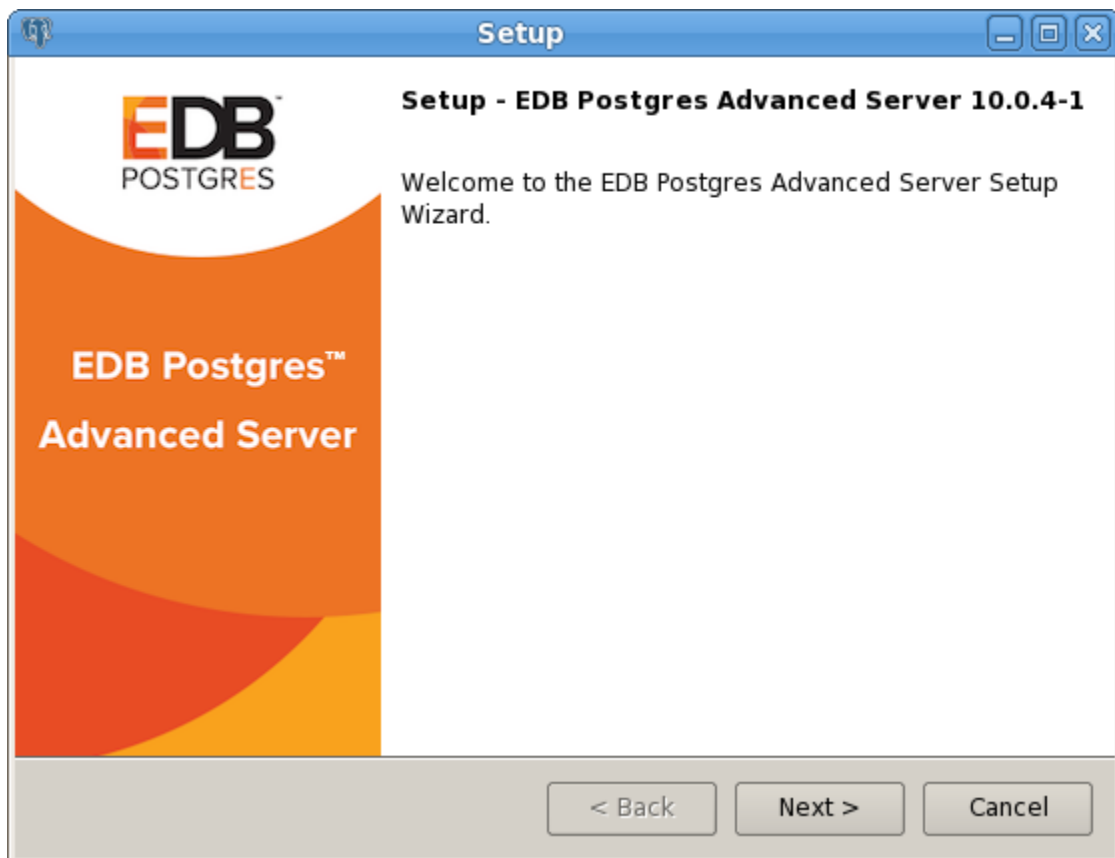 Setup
EDB™
POSTGRES
EDB Postgres™
Advanced Server
Setup - EDB Postgres Advanced Server 10.0.4-1
Welcome to the EDB Postgres Advanced Server Setup
Wizard.
< Back
Next >
Cancel